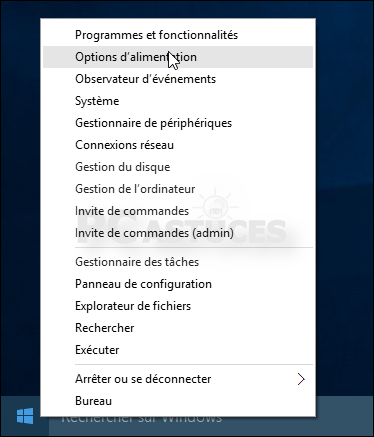 Programmes et fonctionnalités
Options d'alimentation
Observateur d'événements
Système
Gestionnaire de périphériques
Connexions réseau
Gestion du disque
Gestion de l'ordinateur
Invite de commandes
PC ASTUCES
Invite de commandes (admin)
Gestionnaire des tâches
Panneau de configuration
Explorateur de fichiers
Rechercher
Exécuter
Arrêter ou se déconnecter
Bureau
Rechercher sur Windows